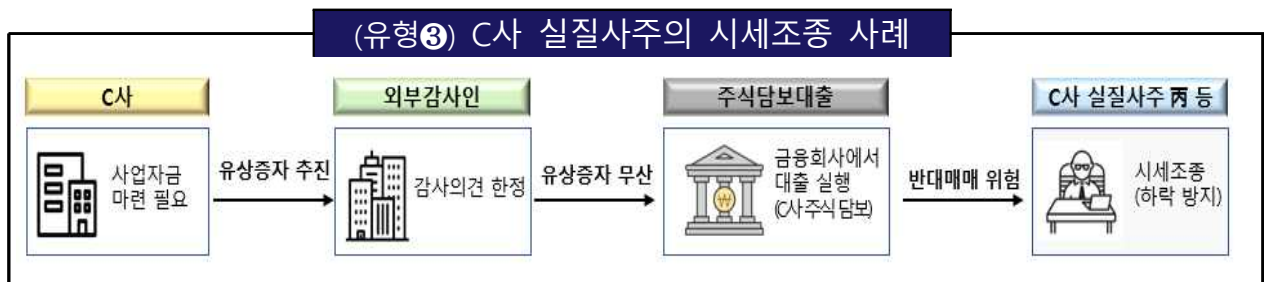 (유형❸) C사 실질사주의 시세조종 사례
C사
사업자금
마련 필요
유상증자 추진
외부감사인
감사의견 한정
유상증자 무산
주식담보대출
금융회사에서
대출 실행
(C사 주식 담보)
반대매매 위험
C사 실질사주 丙 등
시세조종
(하락 방지)